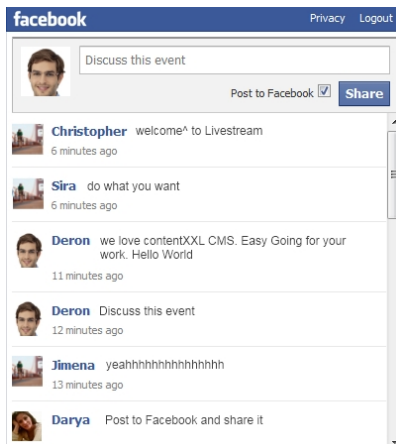 facebook Privacy Logout
Discuss this event
Post to Facebook Share
Christopher welcome^ to Livestream
6 minutes ago
Sira do what you want
6 minutes ago
Deron we love contentXXL CMS. Easy Going for your
work. Hello World
11 minutes ago
Deron Discuss this event
12 minutes ago
Jimena yeahhhhhhhhhhhhhhh
13 minutes ago
Darya Post to Facebook and share it